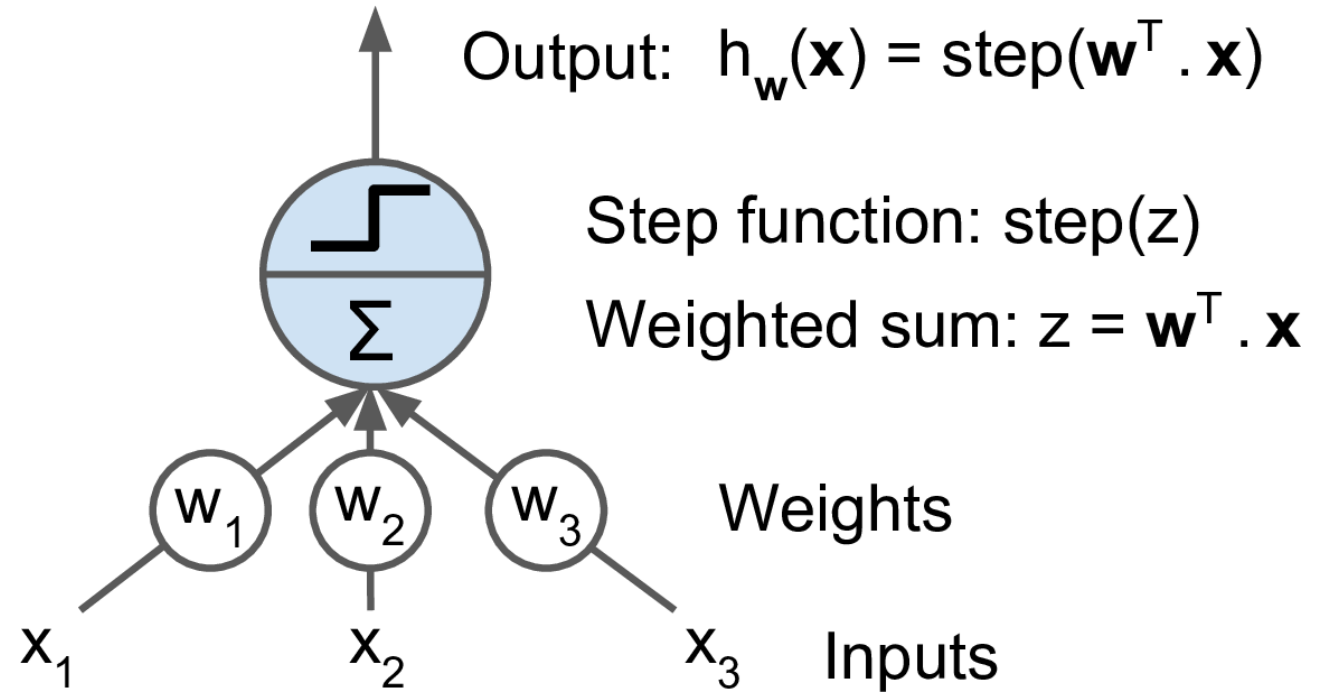 Output: h𝐰(𝐱) = step(𝐰ᵀ . 𝐱)
Step function: step(z)
Σ
Weighted sum: z = 𝐰ᵀ . 𝐱
w₁ w₂ w₃ Weights
x₁ x₂ x₃ Inputs